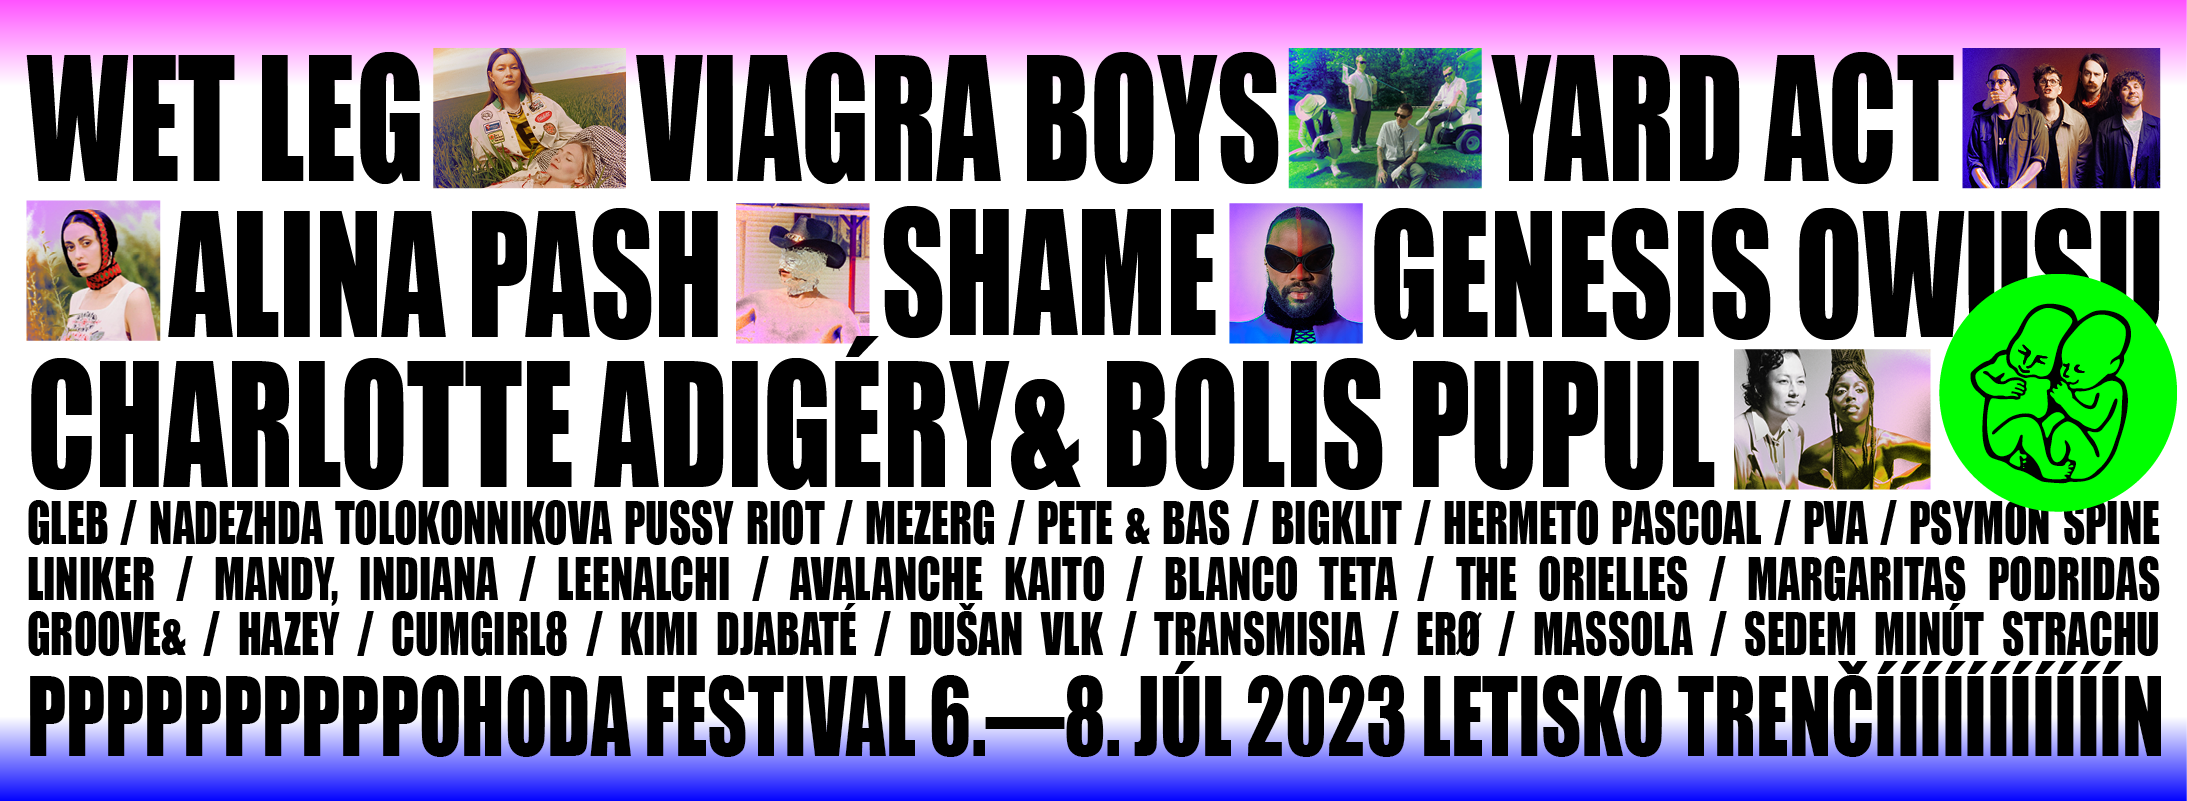 WET LEG VIAGRA BOYS YARD ACT
ALINA PASH SHAME GENESIS OWUSU
CHARLOTTE ADIGÉRY & BOLIS PUPUL
GLEB / NADEZHDA TOLOKONNIKOVA PUSSY RIOT / MEZERG / PETE & BAS / BIGKLIT / HERMETO PASCOAL / PVA / PSYMON SPINE
LINIKER / MANDY, INDIANA / LEENALCHI / AVALANCHE KAITO / BLANCO TETA / THE ORIELLES / MARGARITAS PODRIDAS
GROOVE& / HAZEY / CUMGIRL8 / KIMI DJABATÉ / DUŠAN VLK / TRANSMISIA / ERØ / MASSOLA / SEDEM MINÚT STRACHU
PPPPPPPPPPOHODA FESTIVAL 6.—8. JÚL 2023 LETISKO TRENČÍÍÍÍÍÍÍÍÍÍÍN